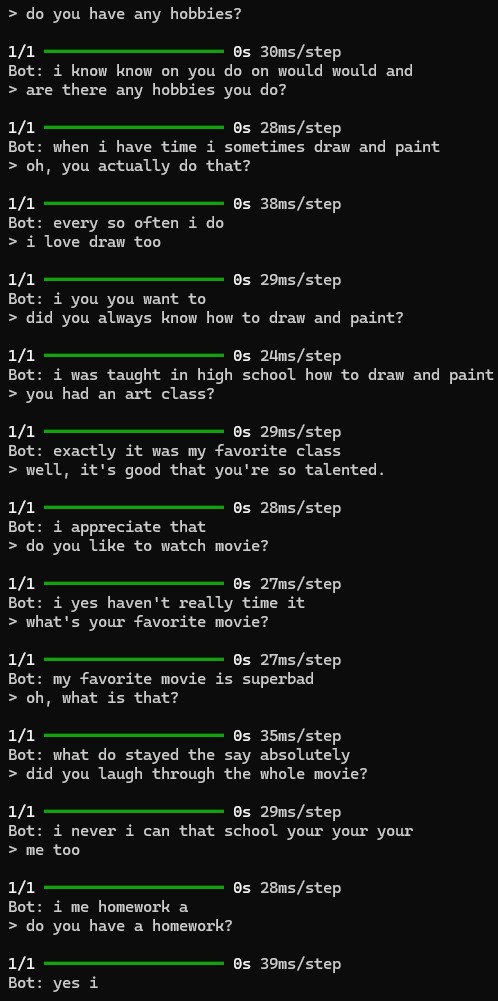 > do you have any hobbies?
1/1 0s 30ms/step
Bot: i know know on you do on would would and
> are there any hobbies you do?
1/1 0s 28ms/step
Bot: when i have time i sometimes draw and paint
> oh, you actually do that?
1/1 0s 38ms/step
Bot: every so often i do
> i love draw too
1/1 0s 29ms/step
Bot: i you you want to
> did you always know how to draw and paint?
1/1 0s 24ms/step
Bot: i was taught in high school how to draw and paint
> you had an art class?
1/1 0s 29ms/step
Bot: exactly it was my favorite class
> well, it's good that you're so talented.
1/1 0s 28ms/step
Bot: i appreciate that
> do you like to watch movie?
1/1 0s 27ms/step
Bot: i yes haven't really time it
> what's your favorite movie?
1/1 0s 27ms/step
Bot: my favorite movie is superbad
> oh, what is that?
1/1 0s 35ms/step
Bot: what do stayed the say absolutely
> did you laugh through the whole movie?
1/1 0s 29ms/step
Bot: i never i can that school your your your
> me too
1/1 0s 28ms/step
Bot: i me homework a
> do you have a homework?
1/1 0s 39ms/step
Bot: yes i